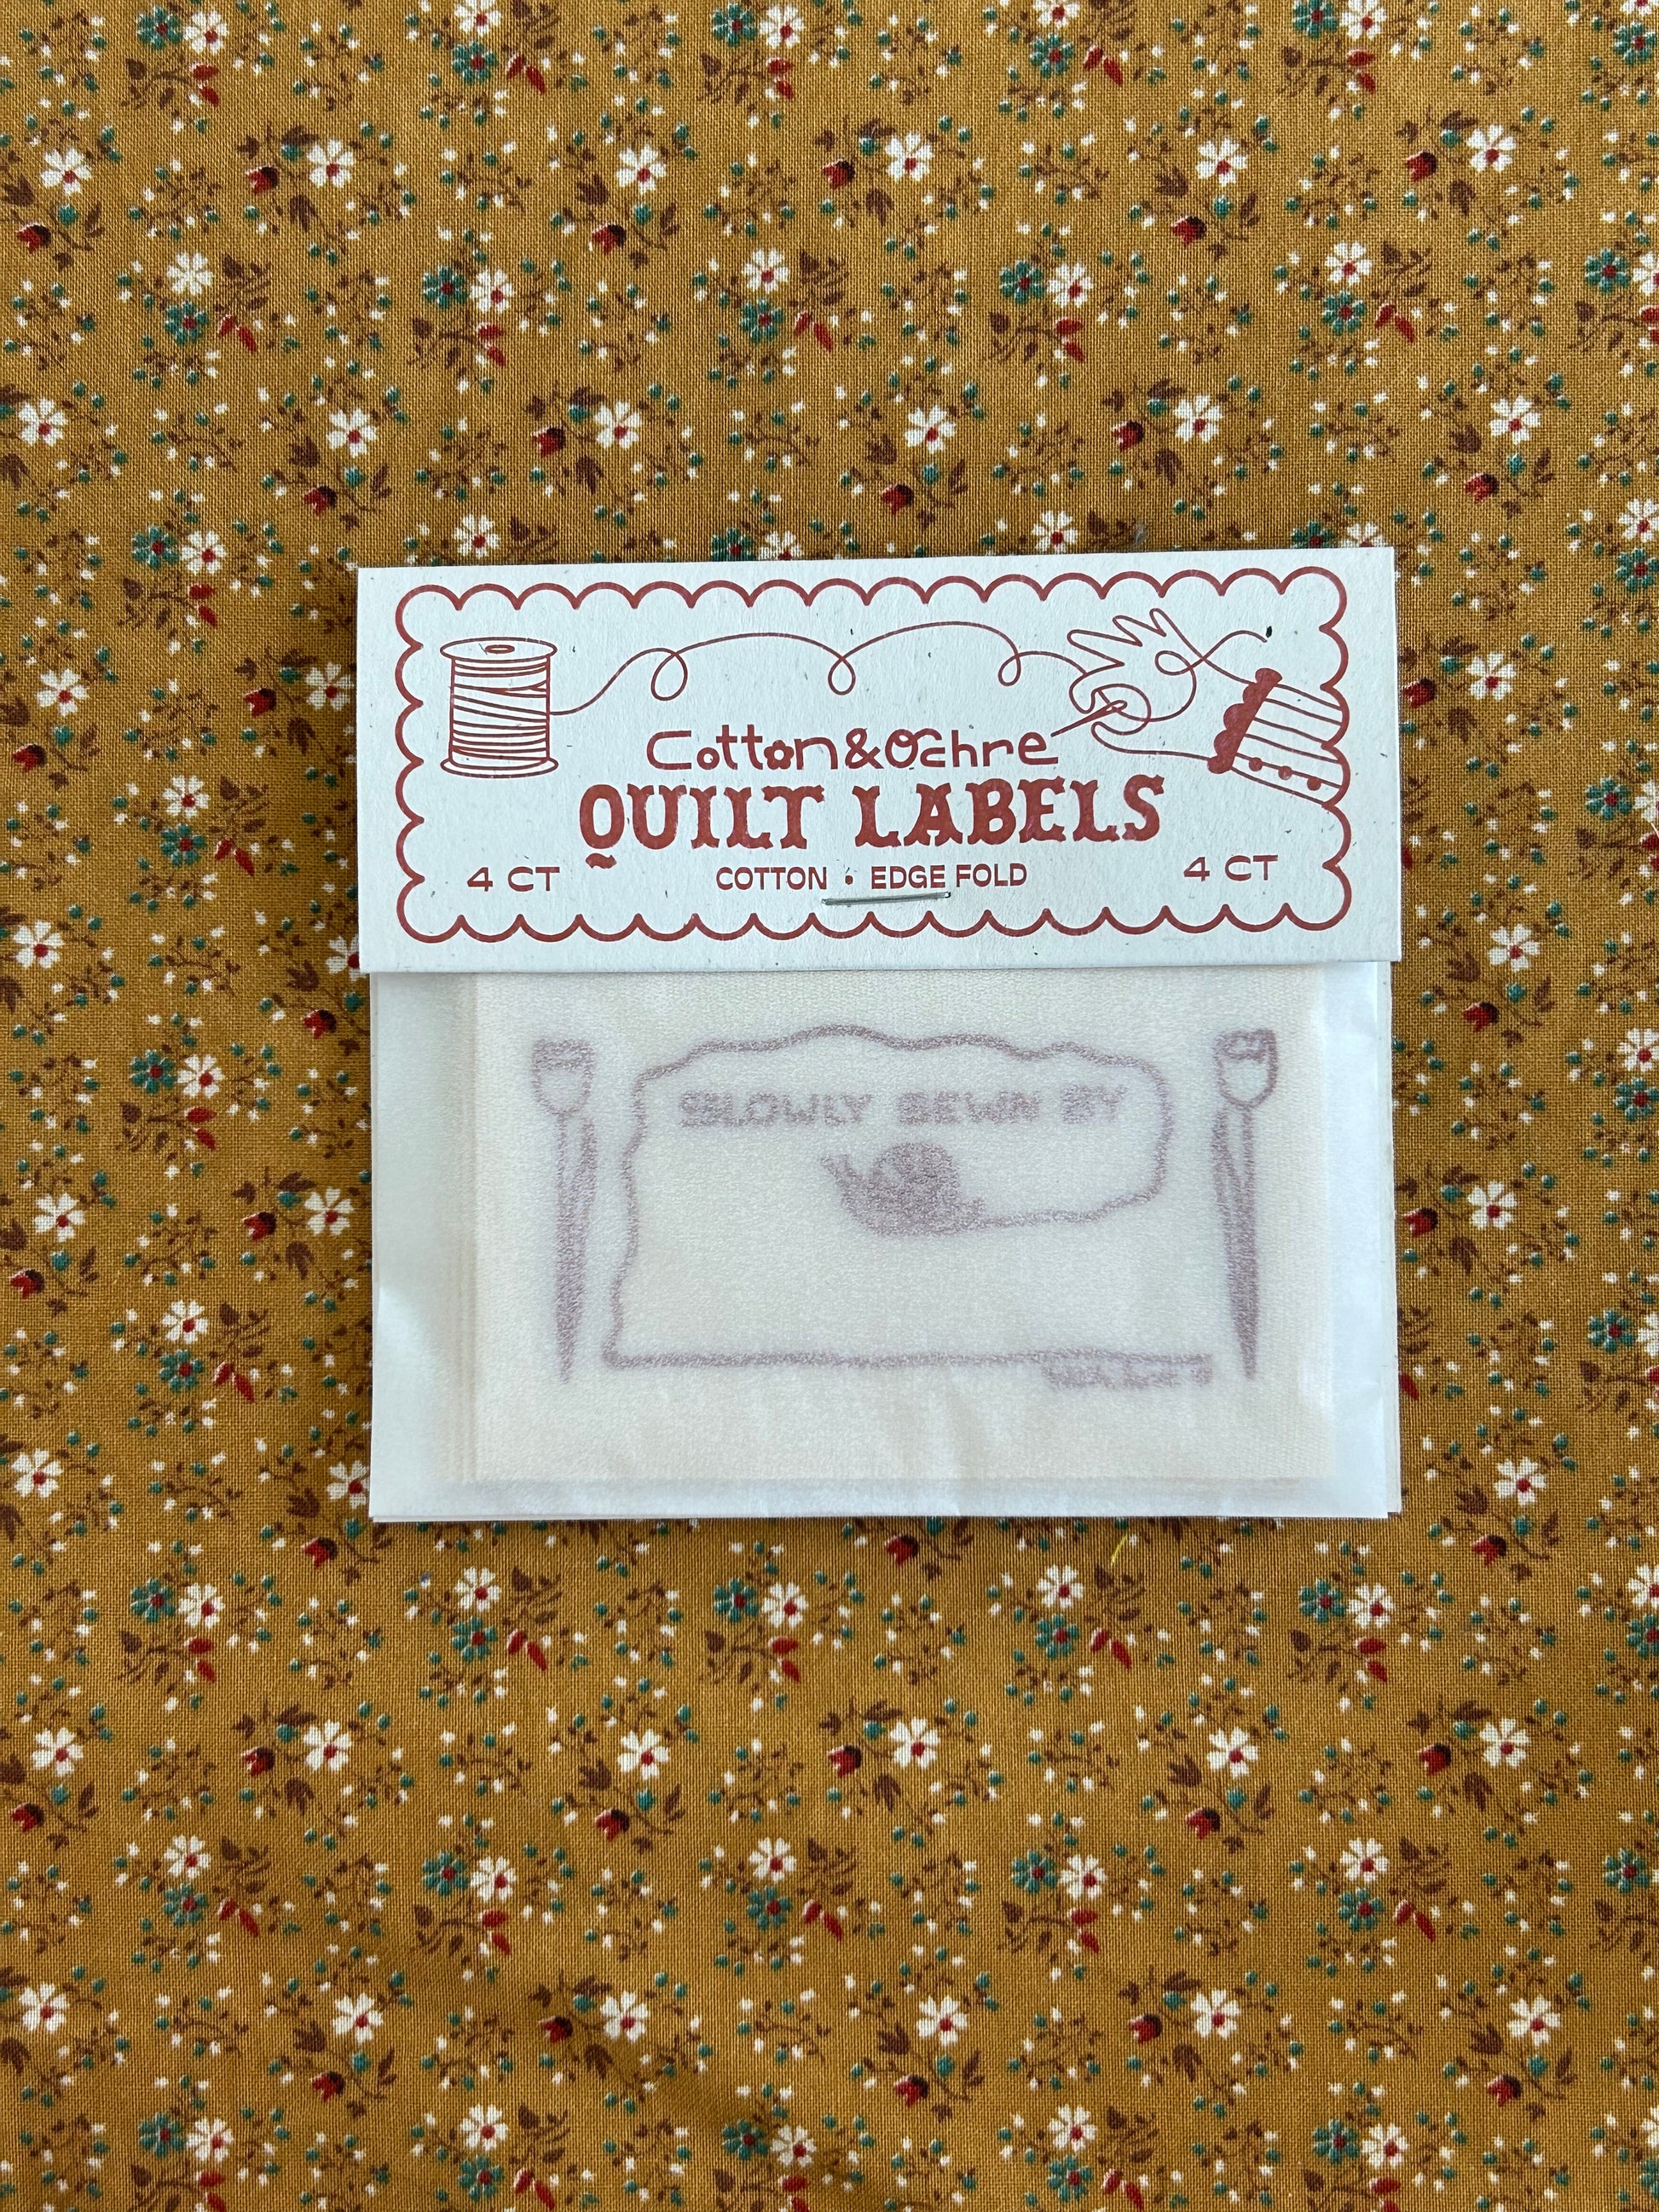 Cotton & Ochre
QUILT LABELS
4 CT
COTTON • EDGE FOLD
4 CT
SLOWLY SEWN BY